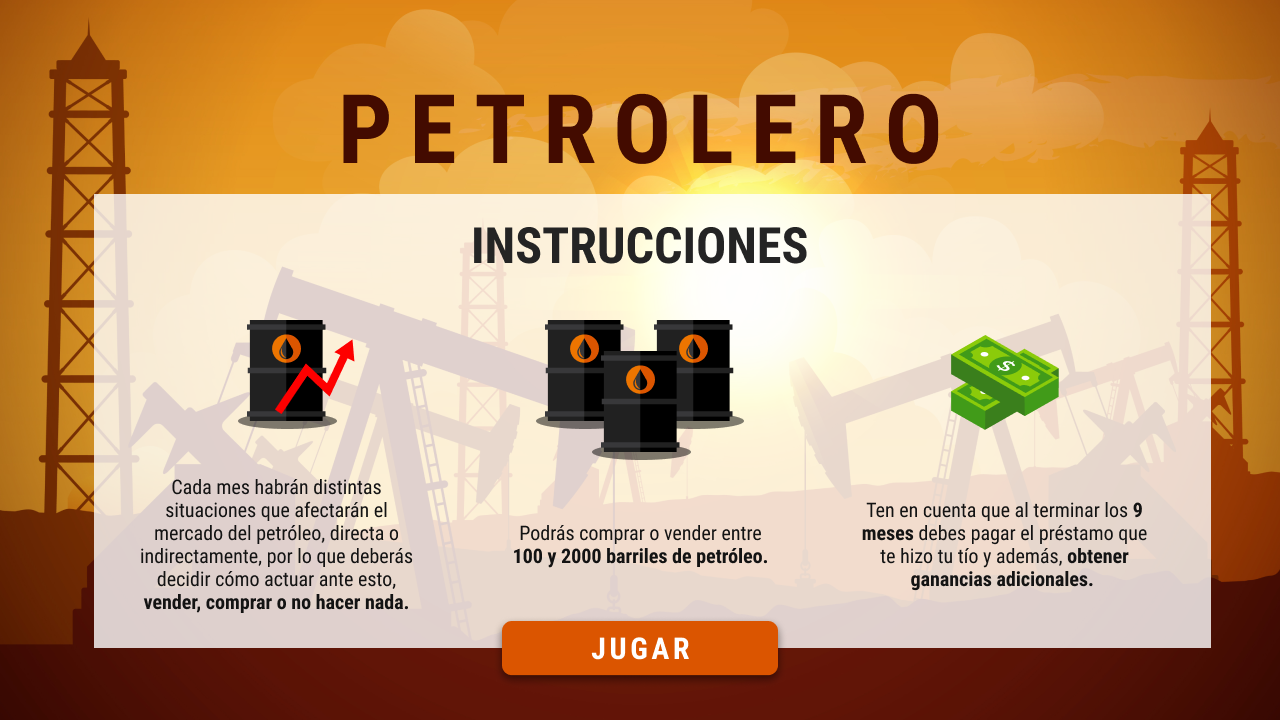 PETROLERO
INSTRUCCIONES
Cada mes habrán distintas
situaciones que afectarán el
mercado del petróleo, directa o
indirectamente, por lo que deberás
decidir cómo actuar ante esto,
vender, comprar o no hacer nada.
Podrás comprar o vender entre
100 y 2000 barriles de petróleo.
$
Ten en cuenta que al terminar los 9
meses debes pagar el préstamo que
te hizo tu tío y además, obtener
ganancias adicionales.
JUGAR